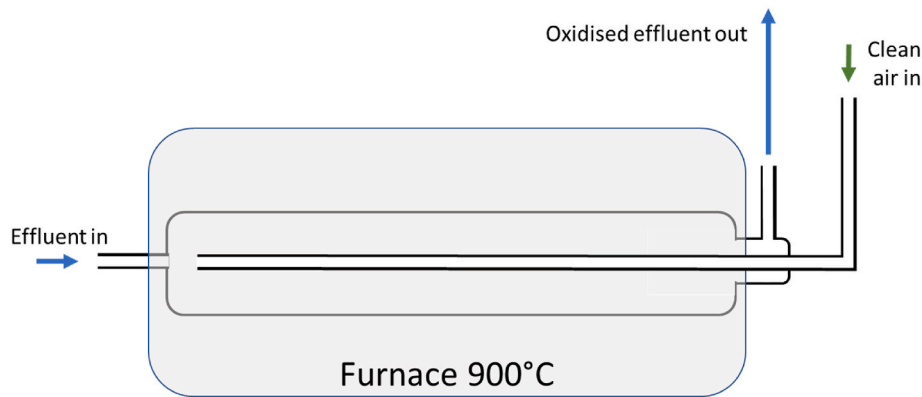 Oxidised effluent out
Clean
air in
Effluent in
Furnace 900°C